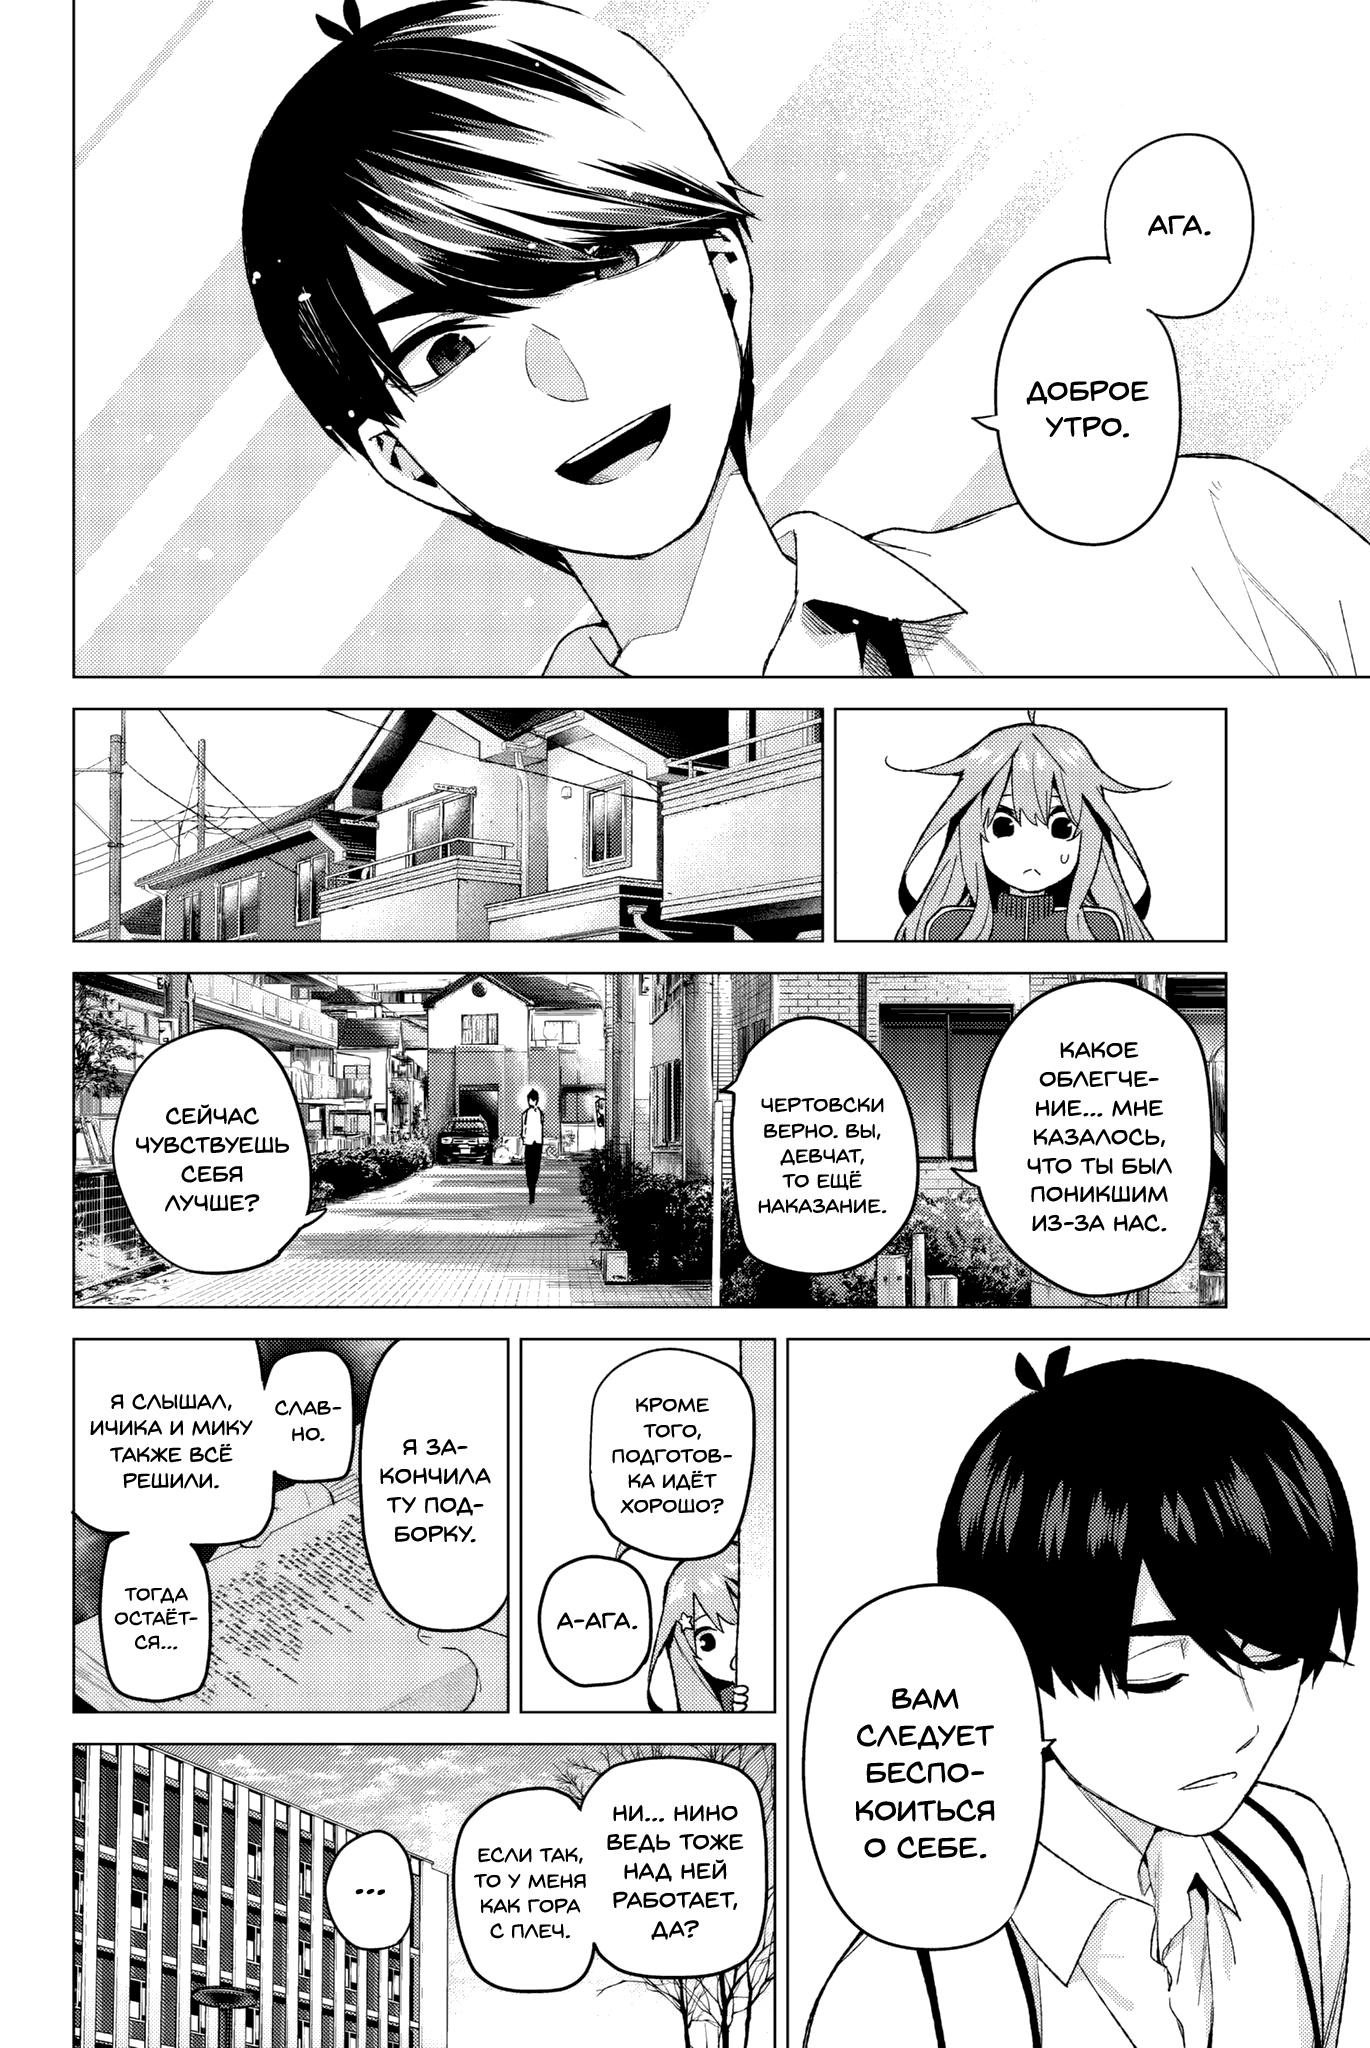 АГА.
ДОБРОЕ
УТРО.
КАКОЕ
ОБЛЕГЧЕ-
НИЕ... МНЕ
КАЗАЛОСЬ,
ЧТО ТЫ БЫЛ
ПОНИКШИМ
ИЗ-ЗА НАС.
ЧЕРТОВСКИ
ВЕРНО. ВЫ,
ДЕВЧАТ,
ТО ЕЩЁ
НАКАЗАНИЕ.
СЕЙЧАС
ЧУВСТВУЕШЬ
СЕБЯ
ЛУЧШЕ?
ВАМ
СЛЕДУЕТ
БЕСПО-
КОИТЬСЯ
О СЕБЕ.
КРОМЕ
ТОГО,
ПОДГОТОВ-
КА ИДЁТ
ХОРОШО?
А-АГА.
Я ЗА-
КОНЧИЛА
ТУ ПОД-
БОРКУ.
СЛАВ-
НО.
Я СЛЫШАЛ,
ИЧИКА И МИКУ
ТАКЖЕ ВСЁ
РЕШИЛИ.
ТОГДА
ОСТАЁТ-
СЯ...
НИ... НИНО
ВЕДЬ ТОЖЕ
НАД НЕЙ
РАБОТАЕТ,
ДА?
ЕСЛИ ТАК,
ТО У МЕНЯ
КАК ГОРА
С ПЛЕЧ.
...